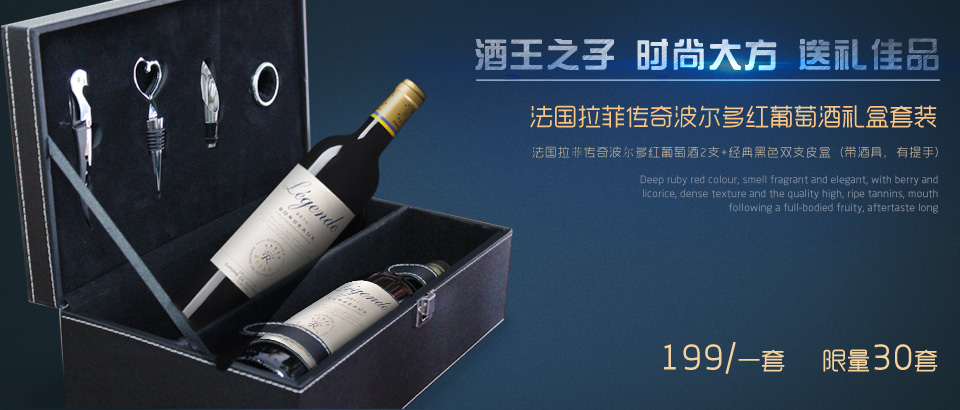 酒王之子 时尚大方 送礼佳品
法国拉菲传奇波尔多红葡萄酒礼盒套装
法国拉菲传奇波尔多红葡萄酒2支+经典黑色双支皮盒（带酒具，有提手）
Deep ruby red colour, smell fragrant and elegant, with berry and
licorice, dense texture and the quality high, ripe tannins, mouth
following a full-bodied fruity, aftertaste long
Légende
BORDEAUX
Légende
BORDEAUX
199/一套 限量30套